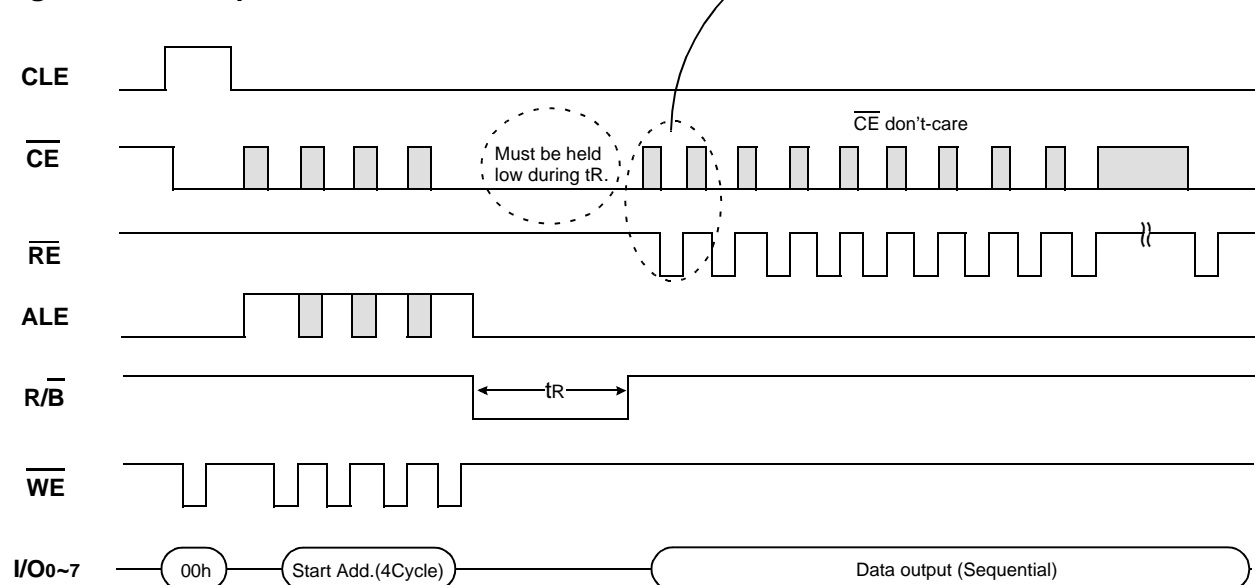 CLE
CE don't-care
CE
Must be held
low during tR.
RE
ALE
R/B
tR
WE
I/O0~7
00h
Start Add.(4Cycle)
Data output (Sequential)